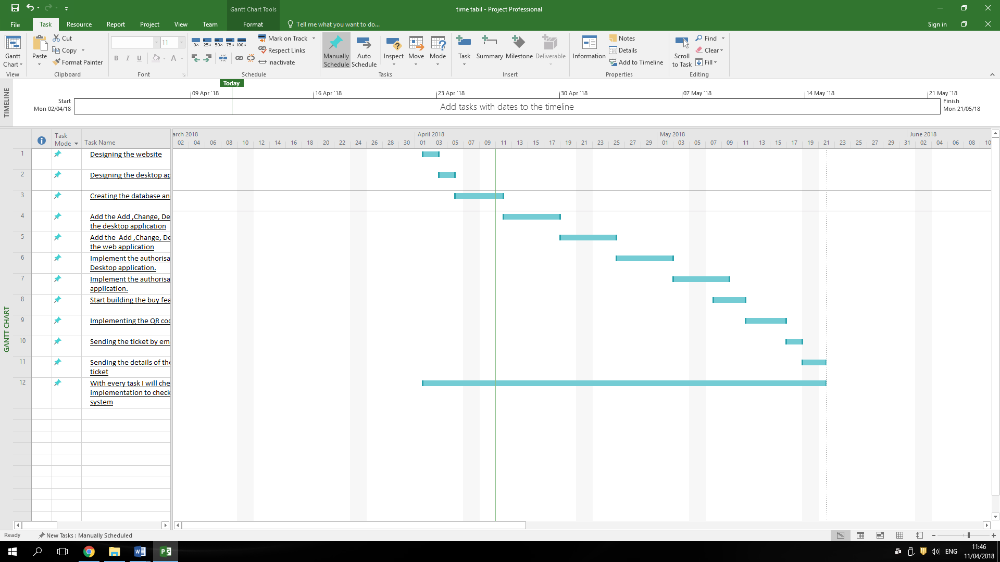 Gantt Chart Tools
time tabil - Project Professional
File Task Resource Report Project View Team Format Tell me what you want to do...
Sign in
Gantt Chart
View
Paste
Cut
Copy
Format Painter
Clipboard
11
B I U A
Font
0% 25% 50% 75% 100%
Mark on Track
Respect Links
Inactivate
Schedule
Manually Schedule
Auto Schedule
Inspect
Move
Mode
Tasks
Task
Summary
Milestone
Deliverable
Insert
Information
Notes
Details
Add to Timeline
Properties
Scroll to Task
Find
Clear
Fill
Editing
TIMELINE
Today
09 Apr '18 16 Apr '18 23 Apr '18 30 Apr '18 07 May '18 14 May '18 21 May '18
Start
Mon 02/04/18
Add tasks with dates to the timeline
Finish
Mon 21/05/18
GANTT CHART
Task Mode
Task Name
arch 2018 April 2018 May 2018 June 2018
02 04 06 08 10 12 14 16 18 20 22 24 26 28 30 01 03 05 07 09 11 13 15 17 19 21 23 25 27 29 01 03 05 07 09 11 13 15 17 19 21 23 25 27 29 31 02 04 06 08 10
1 Designing the website
2 Designing the desktop ap
3 Creating the database an
4 Add the Add ,Change, De
the desktop application
5 Add the Add ,Change, De
the web application
6 Implement the authorisa
Desktop application.
7 Implement the authorisa
application.
8 Start building the buy fea
9 Implementing the QR cod
10 Sending the ticket by ema
11 Sending the details of the
ticket
12 With every task I will che
implementation to check
system
Ready
New Tasks : Manually Scheduled
ENG
11:46
11/04/2018